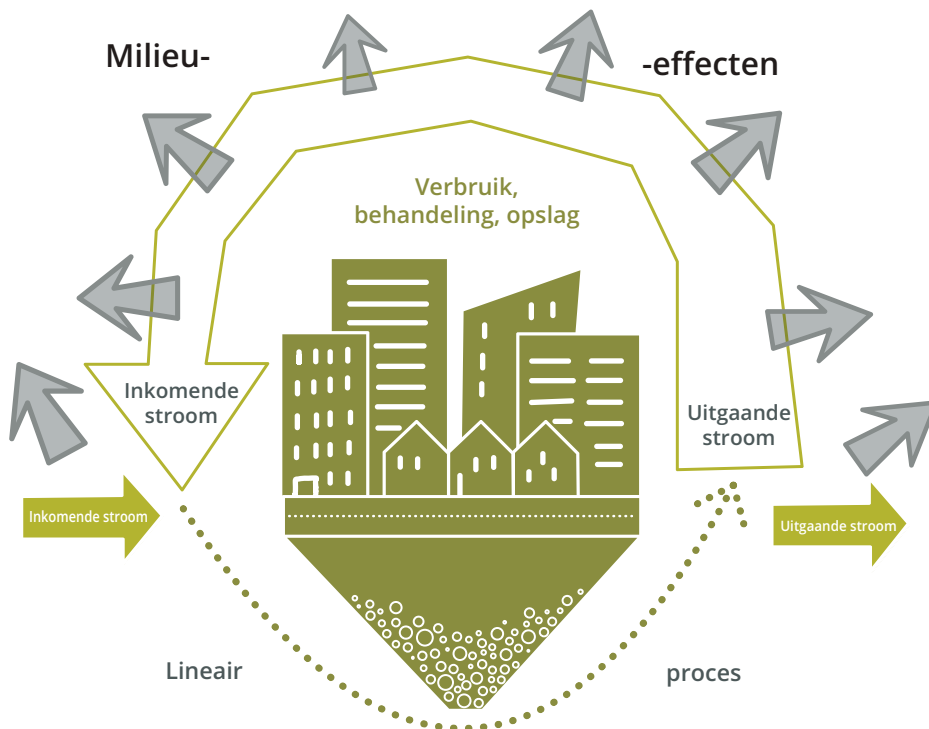 Milieu-
-effecten
Verbruik,
behandeling, opslag
Inkomende
stroom
Uitgaande
stroom
Inkomende stroom
Uitgaande stroom
Lineair
proces